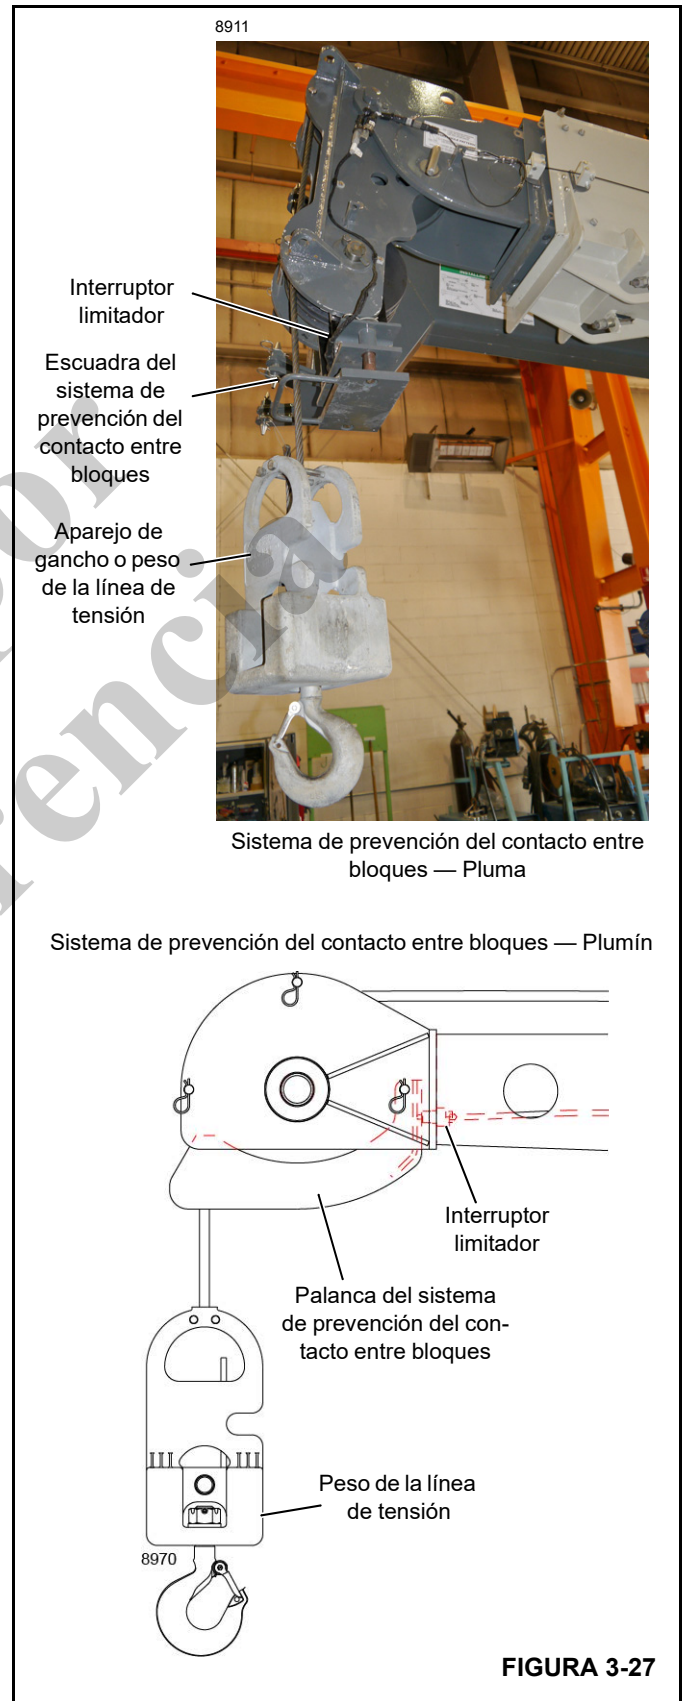 8911
Interruptor
limitador
Escuadra del
sistema de
prevención del
contacto entre
bloques
Aparejo de
gancho o peso
de la línea de
tensión
Sistema de prevención del contacto entre
bloques — Pluma
Sistema de prevención del contacto entre bloques — Plumín
Interruptor
limitador
Palanca del sistema
de prevención del con-
tacto entre bloques
Peso de la línea
de tensión
8970
FIGURA 3-27